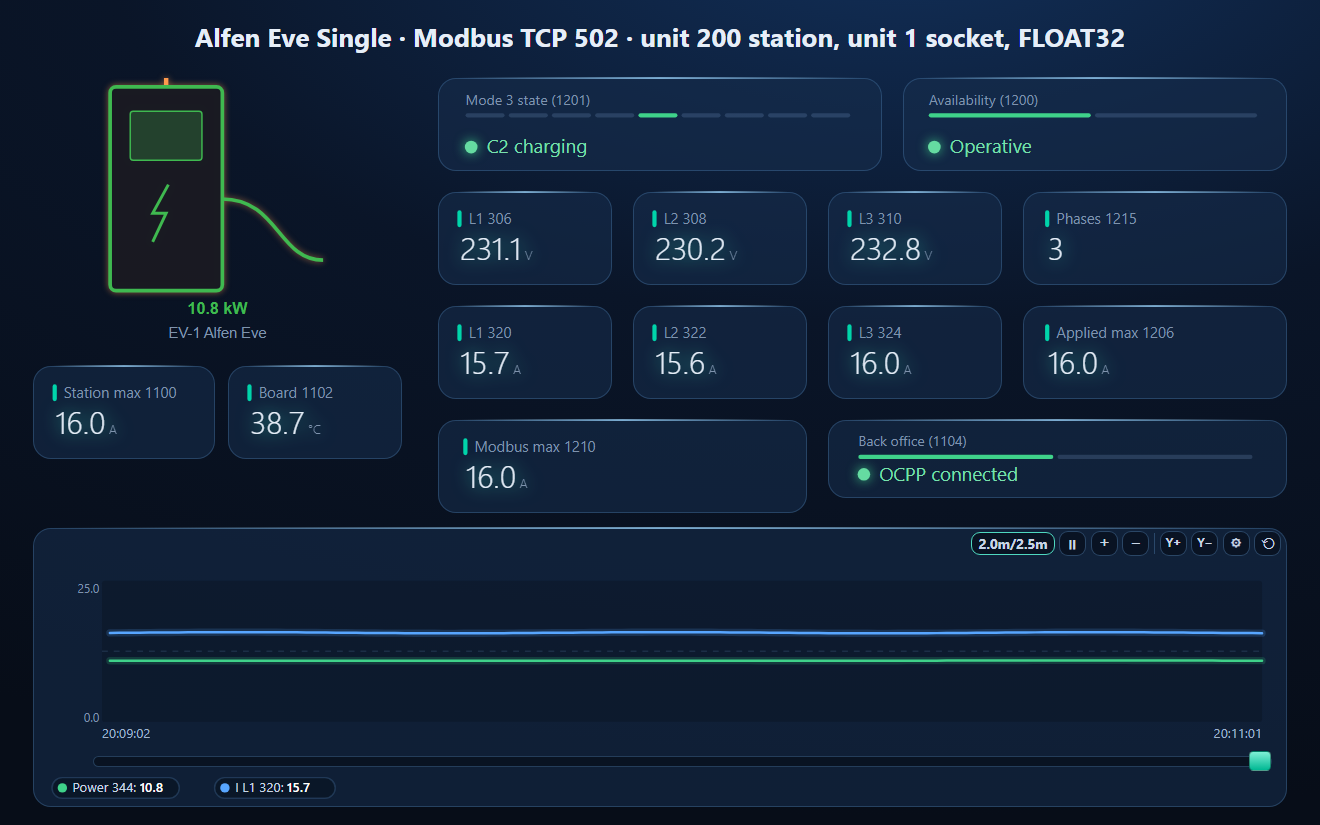 Alfen Eve Single · Modbus TCP 502 · unit 200 station, unit 1 socket, FLOAT32
Mode 3 state (1201)
C2 charging
Availability (1200)
Operative
L1 306
231.1 V
L2 308
230.2 V
L3 310
232.8 V
Phases 1215
3
10.8 kW
EV-1 Alfen Eve
L1 320
15.7 A
L2 322
15.6 A
L3 324
16.0 A
Applied max 1206
16.0 A
Station max 1100
16.0 A
Board 1102
38.7 °C
Modbus max 1210
16.0 A
Back office (1104)
OCPP connected
2.0m/2.5m
+
−
Y+
Y−
25.0
0.0
20:09:02
20:11:01
Power 344: 10.8
I L1 320: 15.7